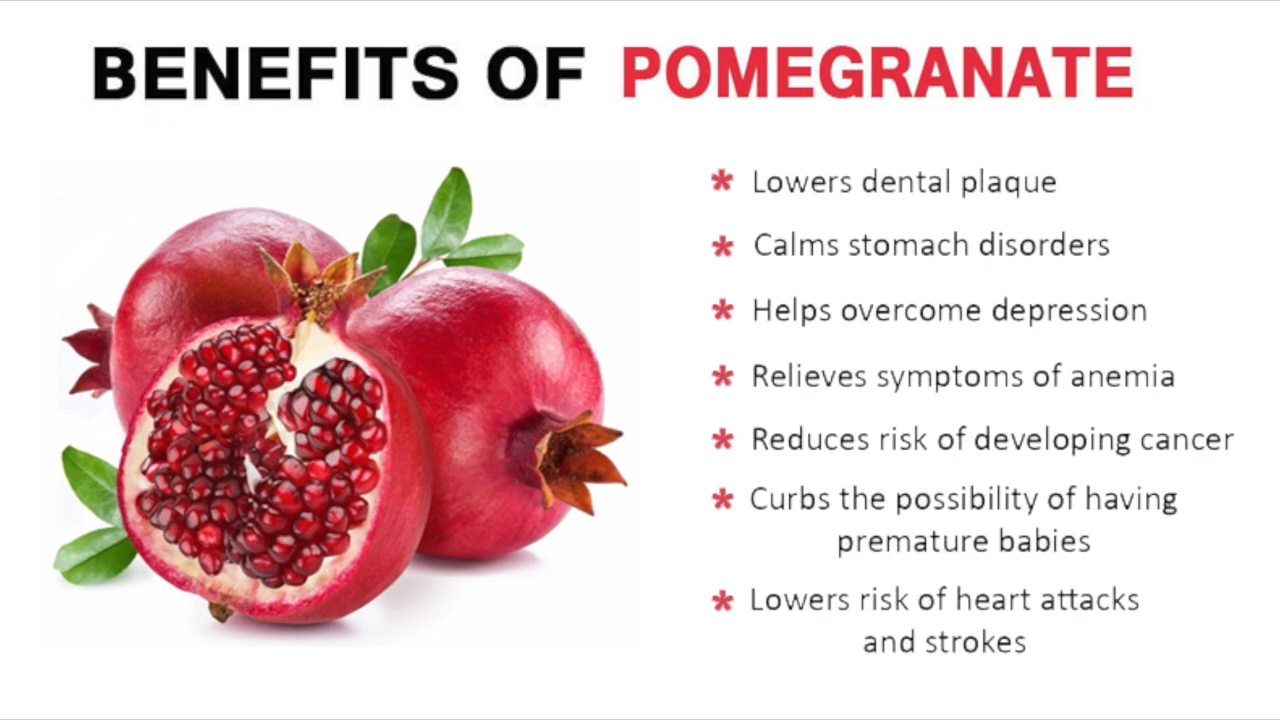 BENEFITS OF POMEGRANATE
* Lowers dental plaque
* Calms stomach disorders
* Helps overcome depression
* Relieves symptoms of anemia
* Reduces risk of developing cancer
* Curbs the possibility of having
premature babies
* Lowers risk of heart attacks
and strokes